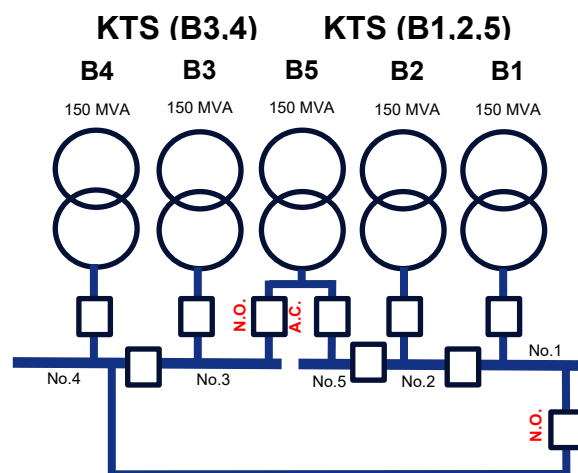 KTS (B3,4) KTS (B1,2,5)
B4 B3 B5 B2 B1
150 MVA 150 MVA 150 MVA 150 MVA 150 MVA
N.O. A.C.
No.4 No.3 No.5 No.2 No.1
N.O.